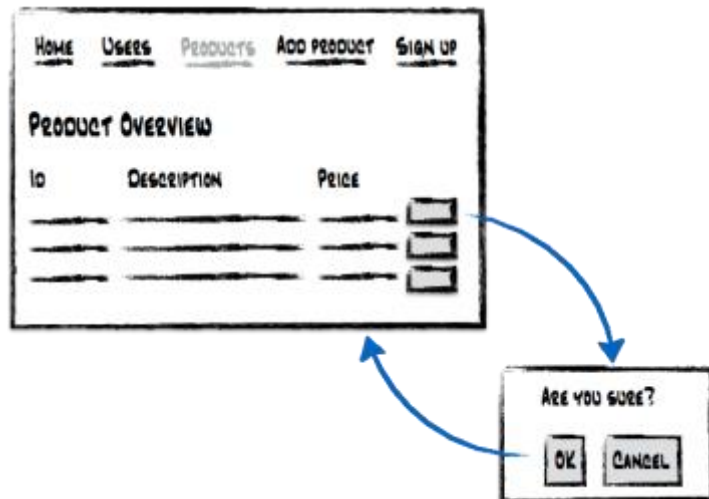 Home Users Products Add product Sign up
Product Overview
Id Description Price
Are you sure?
OK Cancel